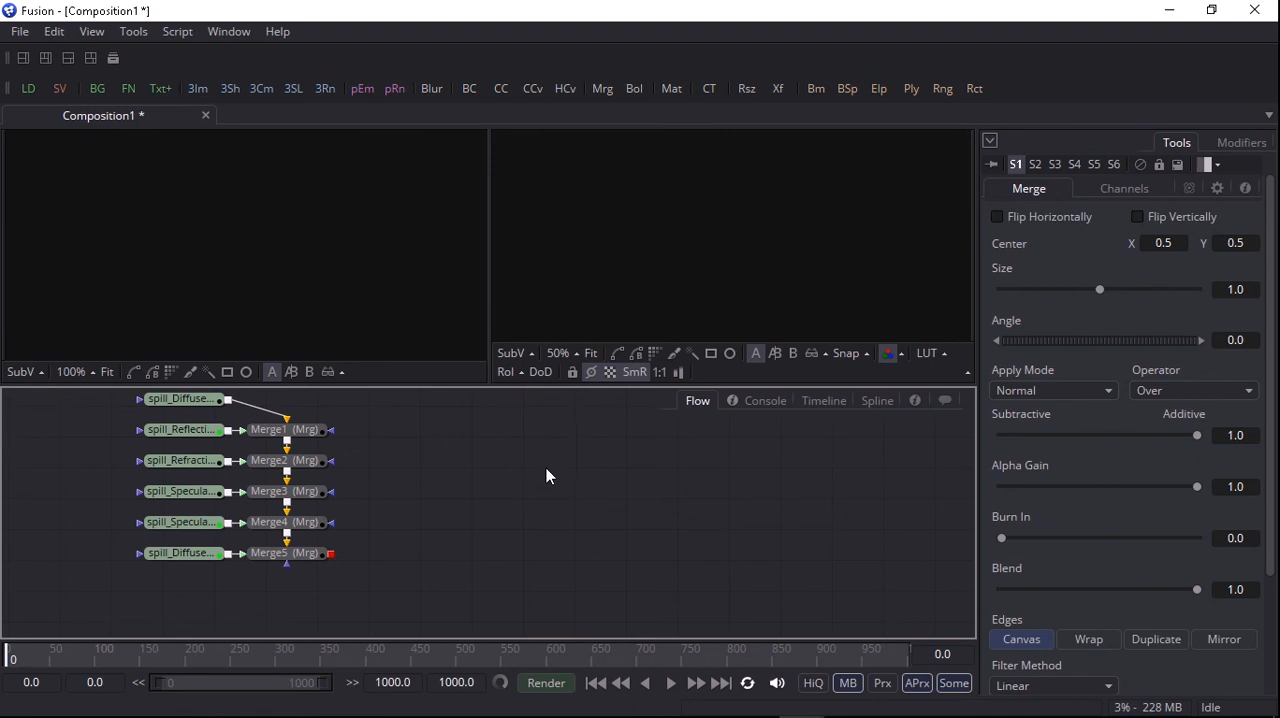 Fusion - [Composition1 *]
File Edit View Tools Script Window Help
LD SV BG FN Txt+ 3Im 3Sh 3Cm 3SL 3Rn pEm pRn Blur BC CC CCv HCv Mrg Bol Mat CT Rsz Xf Bm BSp Elp Ply Rng Rct
Composition1 *
Tools Modifiers
S1 S2 S3 S4 S5 S6
Merge Channels
Flip Horizontally Flip Vertically
Center X 0.5 Y 0.5
Size
1.0
Angle
0.0
Apply Mode Operator
Normal Over
Subtractive Additive
1.0
Alpha Gain
1.0
Burn In
0.0
Blend
1.0
Edges
Canvas Wrap Duplicate Mirror
Filter Method
Linear
SubV 100% Fit A A|B B
SubV 50% Fit A A|B B Snap LUT
RoI DoD SmR 1:1
Flow Console Timeline Spline
spill_Diffuse...
spill_Reflecti... Merge1 (Mrg)
spill_Refracti... Merge2 (Mrg)
spill_Specula... Merge3 (Mrg)
spill_Specula... Merge4 (Mrg)
spill_Diffuse... Merge5 (Mrg)
0 50 100 150 200 250 300 350 400 450 500 550 600 650 700 750 800 850 900 950
0 0.0
0.0 0.0 << 0 1000 >> 1000.0 1000.0 Render HiQ MB Prx APrx Some
3% - 228 MB Idle